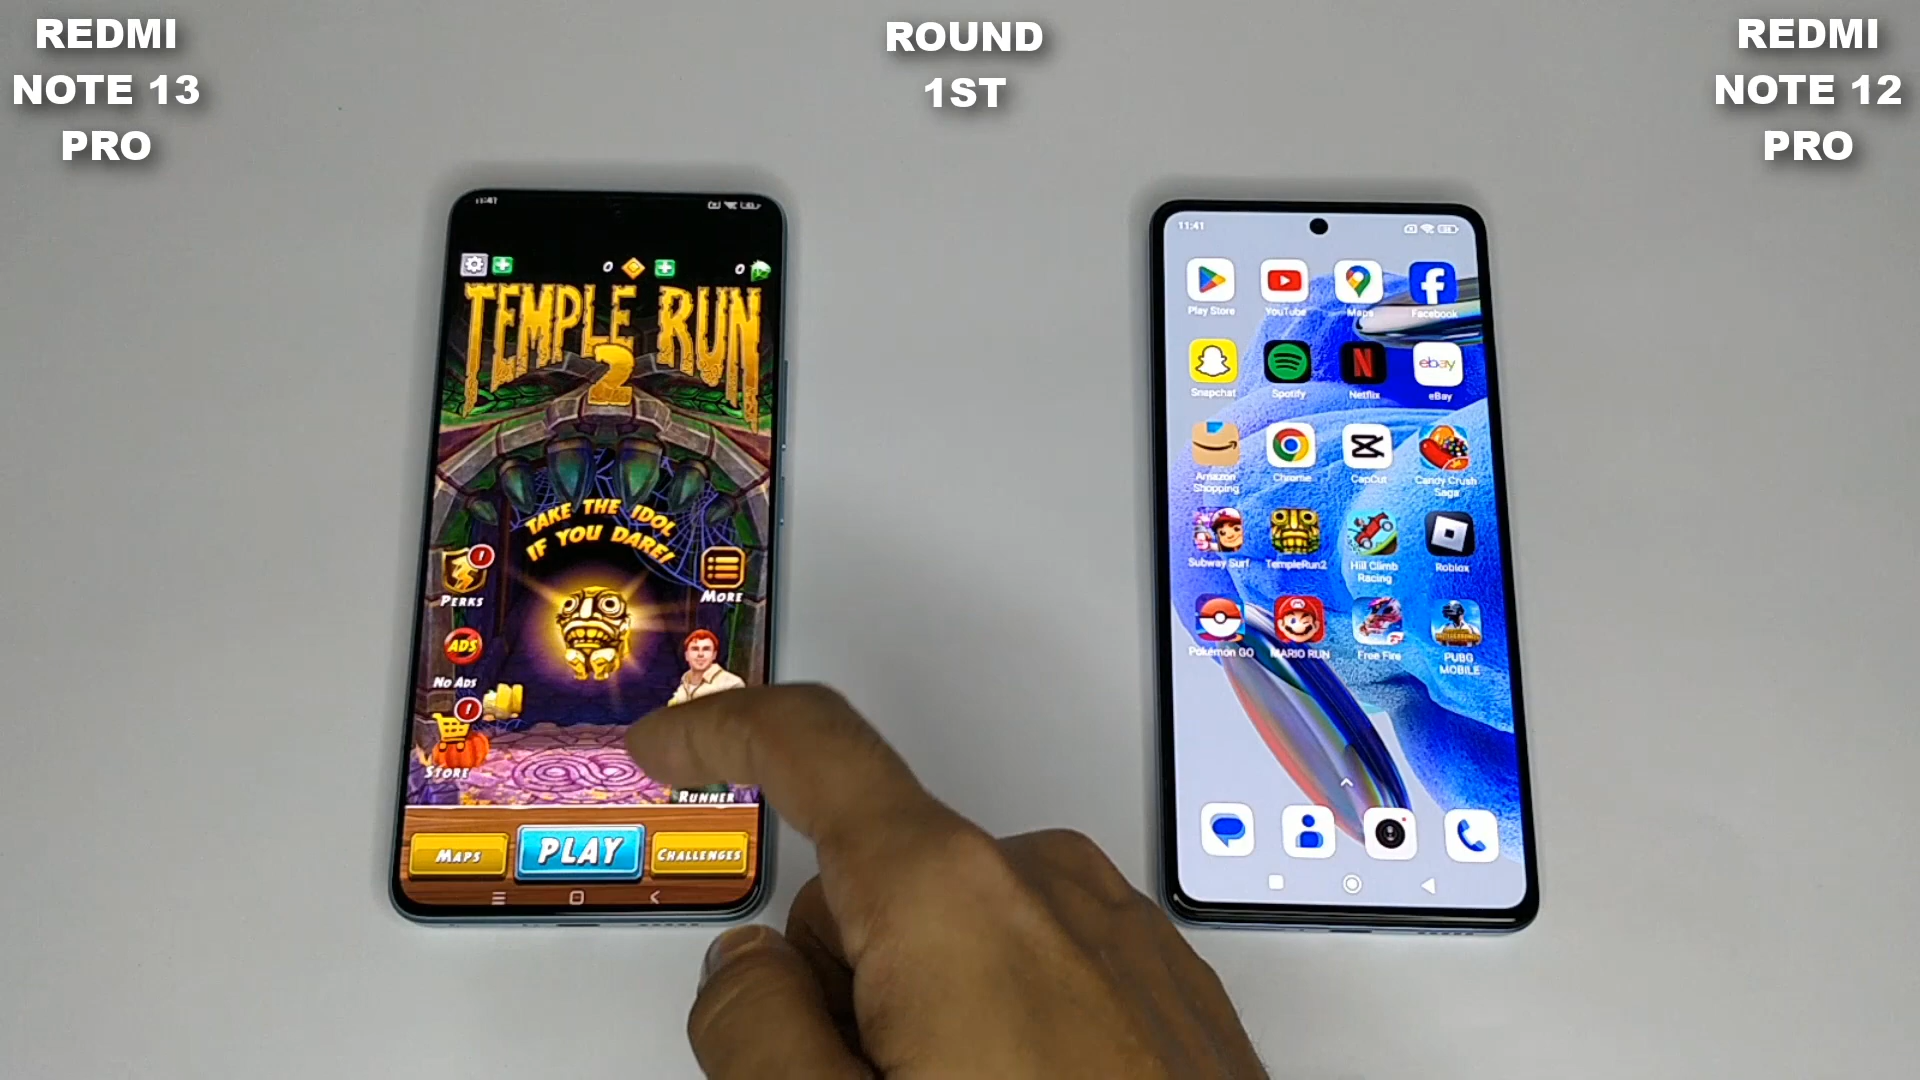 REDMI
NOTE 13
PRO
ROUND
1ST
REDMI
NOTE 12
PRO
0
0
TEMPLE RUN
2
TAKE THE IDOL
IF YOU DARE!
PERKS
MORE
ADS
NO ADS
STORE
RUNNER
MAPS
PLAY
CHALLENGES
11:41
Play Store
YouTube
Maps
Facebook
ebay
Snapchat
Spotify
Netflix
eBay
Amazon
Shopping
Chrome
CapCut
Candy Crush
Saga
Subway Surf
TempleRun2
Hill Climb
Racing
Roblox
Pokémon GO
MARIO RUN
Free Fire
PUBG
MOBILE